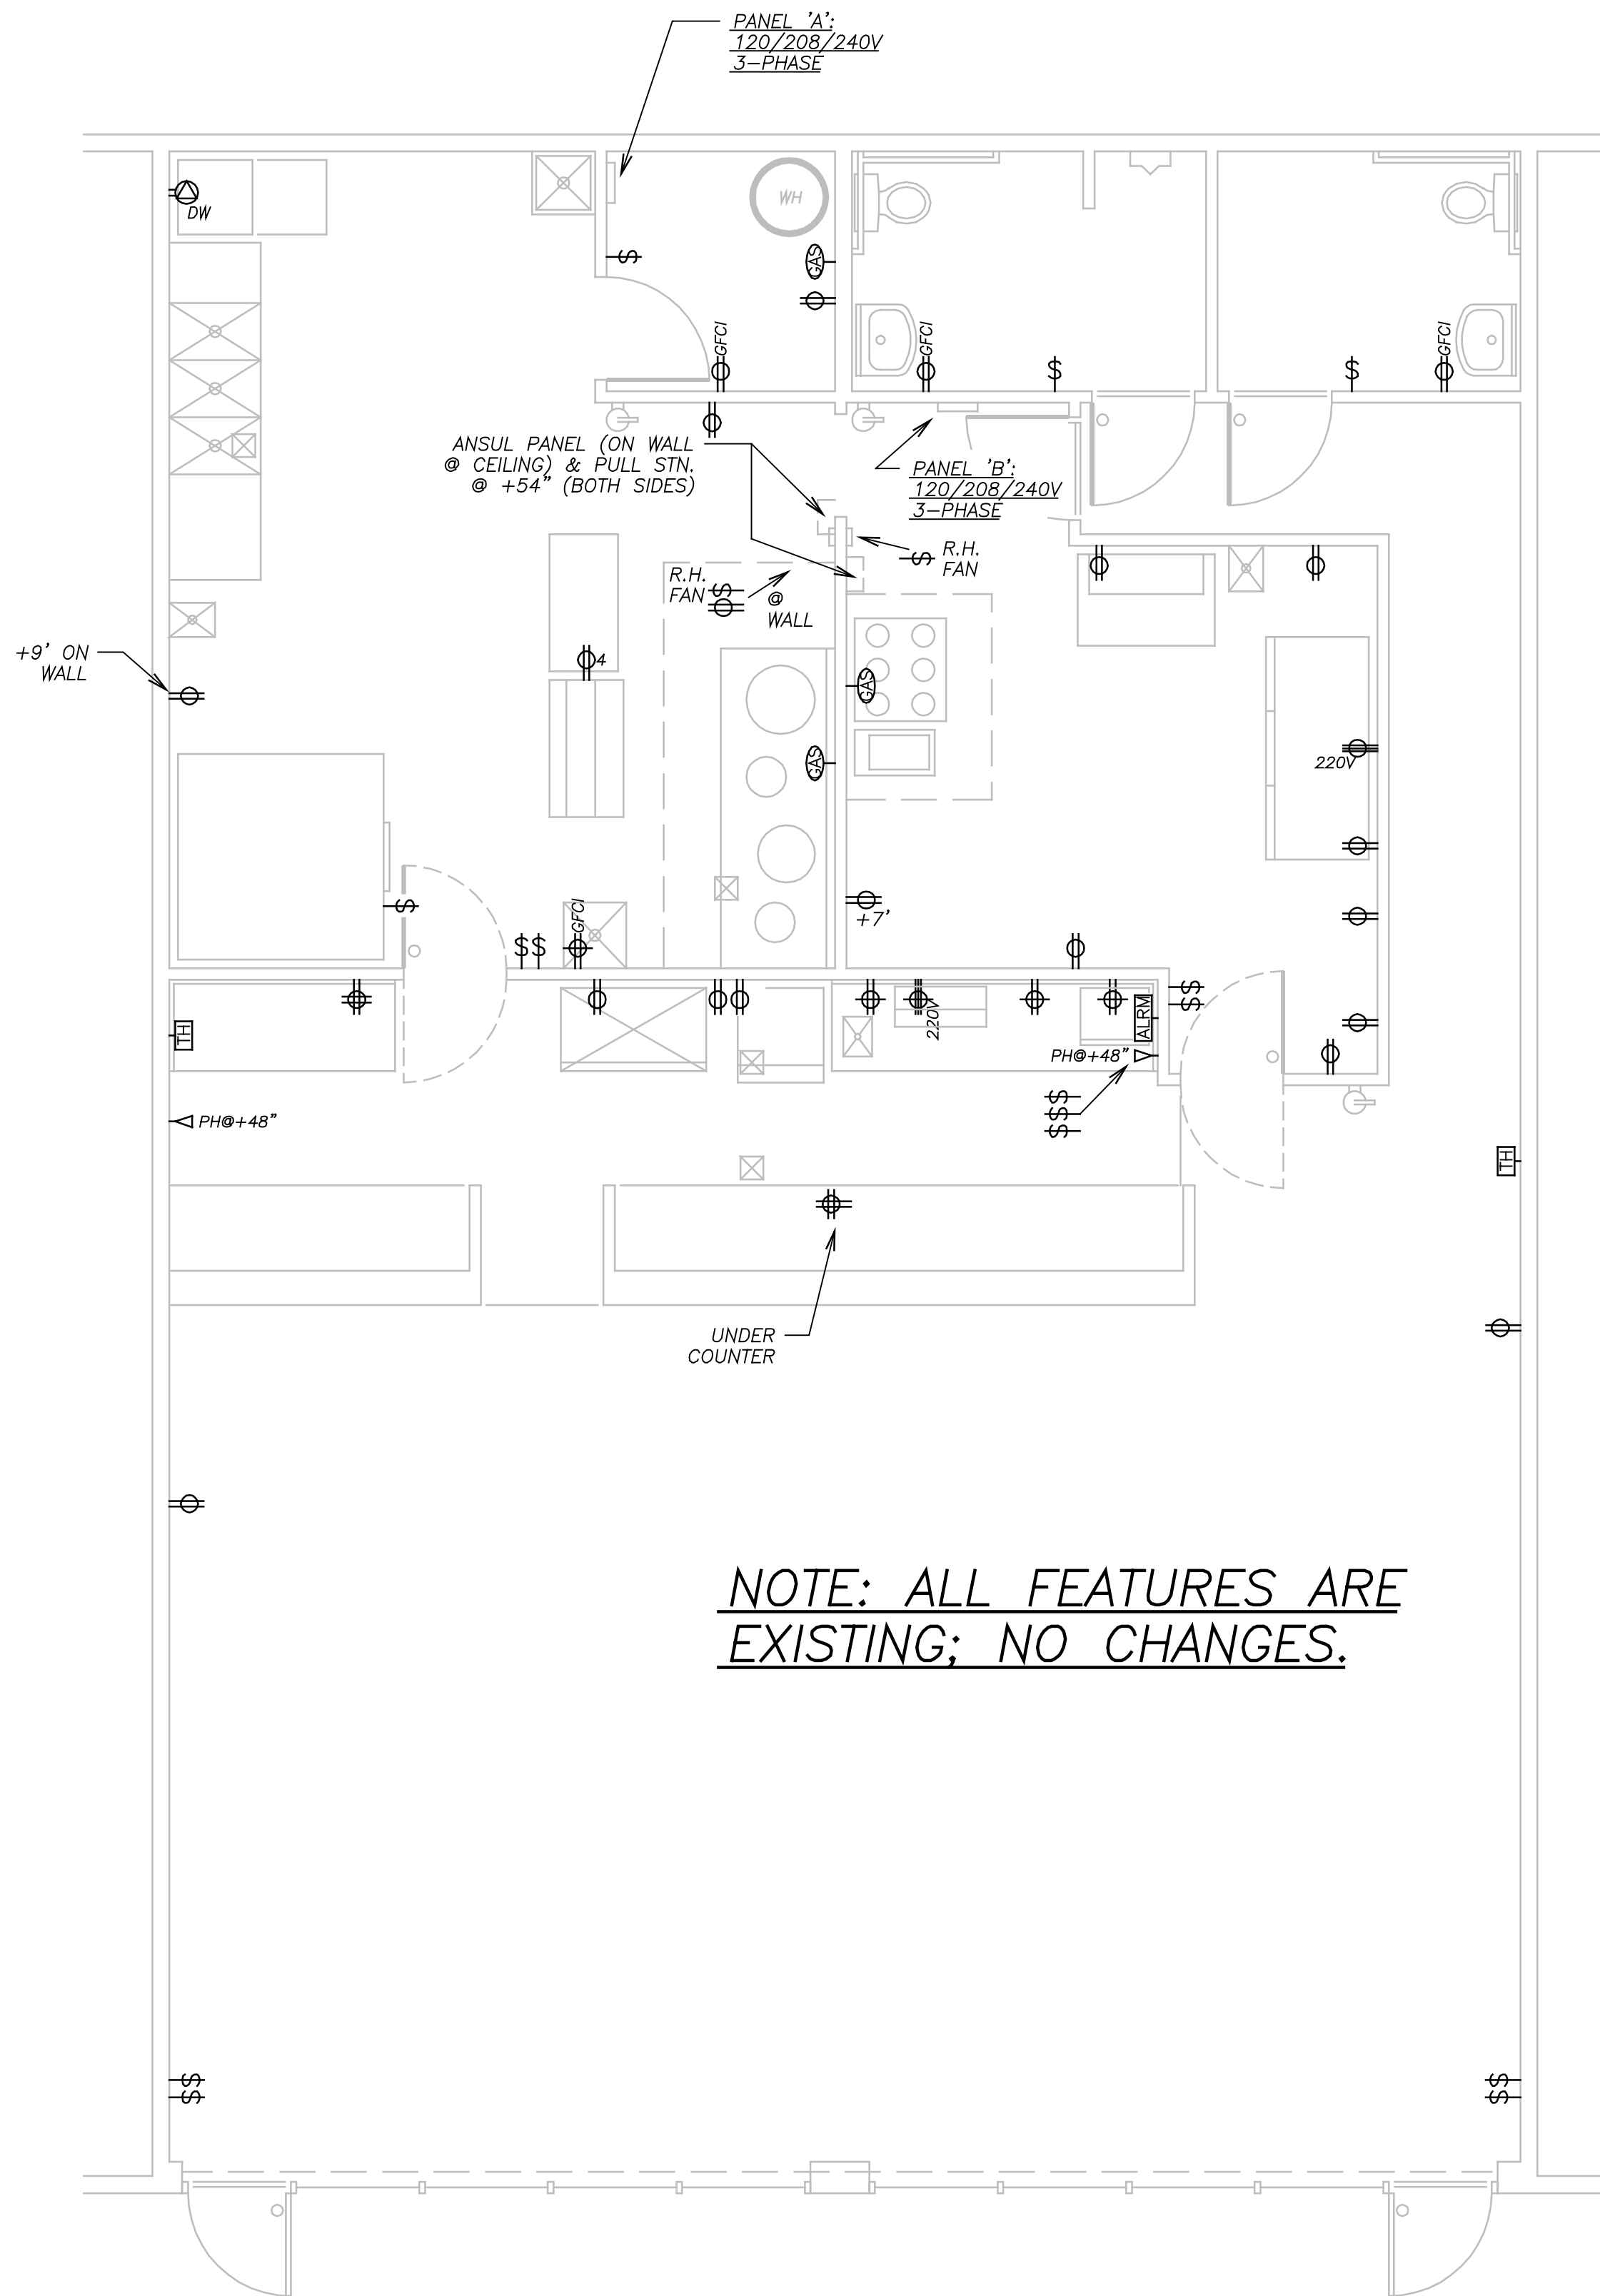 PANEL 'A':
120/208/240V
3-PHASE
DW
WH
GAS
GFCI
GFCI
GFCI
ANSUL PANEL (ON WALL
@ CEILING) & PULL STN.
@ +54" (BOTH SIDES)
PANEL 'B':
120/208/240V
3-PHASE
R.H.
FAN
R.H.
FAN
@
WALL
+9' ON
WALL
4
GAS
GAS
220V
+7'
GFCI
$ $
220V
ALRM
TH
PH@+48"
PH@+48"
TH
UNDER
COUNTER
NOTE: ALL FEATURES ARE
EXISTING; NO CHANGES.